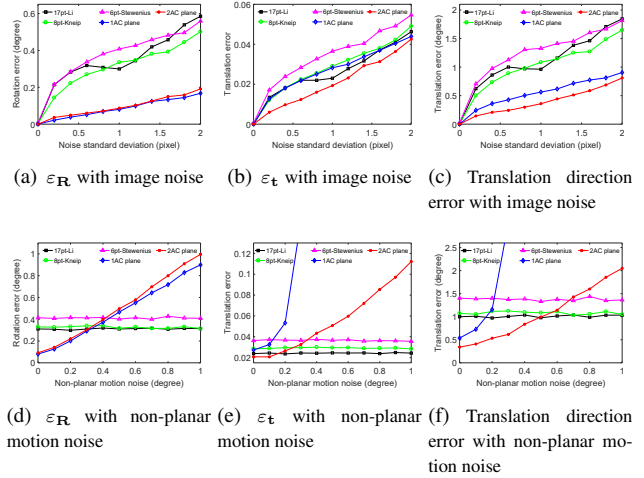 17pt-Li 6pt-Stewenius 2AC plane
8pt-Kneip 1AC plane
Rotation error (degree)
0.6
0.4
0.2
0
0 0.5 1 1.5 2
Noise standard deviation (pixel)
(a) εR with image noise
17pt-Li 6pt-Stewenius 2AC plane
8pt-Kneip 1AC plane
Translation error
0.06
0.04
0.02
0
0 0.5 1 1.5 2
Noise standard deviation (pixel)
(b) εt with image noise
17pt-Li 6pt-Stewenius 2AC plane
8pt-Kneip 1AC plane
Translation error (degree)
2
1.5
1
0.5
0
0 0.5 1 1.5 2
Noise standard deviation (pixel)
(c) Translation direction
error with image noise
17pt-Li 6pt-Stewenius 2AC plane
8pt-Kneip 1AC plane
Rotation error (degree)
1
0.8
0.6
0.4
0.2
0
0 0.2 0.4 0.6 0.8 1
Non-planar motion noise (degree)
(d) εR with non-planar
motion noise
17pt-Li 6pt-Stewenius 2AC plane
8pt-Kneip 1AC plane
Translation error
0.12
0.1
0.08
0.06
0.04
0.02
0 0.2 0.4 0.6 0.8 1
Non-planar motion noise (degree)
(e) εt with non-planar
motion noise
17pt-Li 6pt-Stewenius 2AC plane
8pt-Kneip 1AC plane
Translation error (degree)
2.5
2
1.5
1
0.5
0
0 0.2 0.4 0.6 0.8 1
Non-planar motion noise (degree)
(f) Translation direction
error with non-planar mo-
tion noise